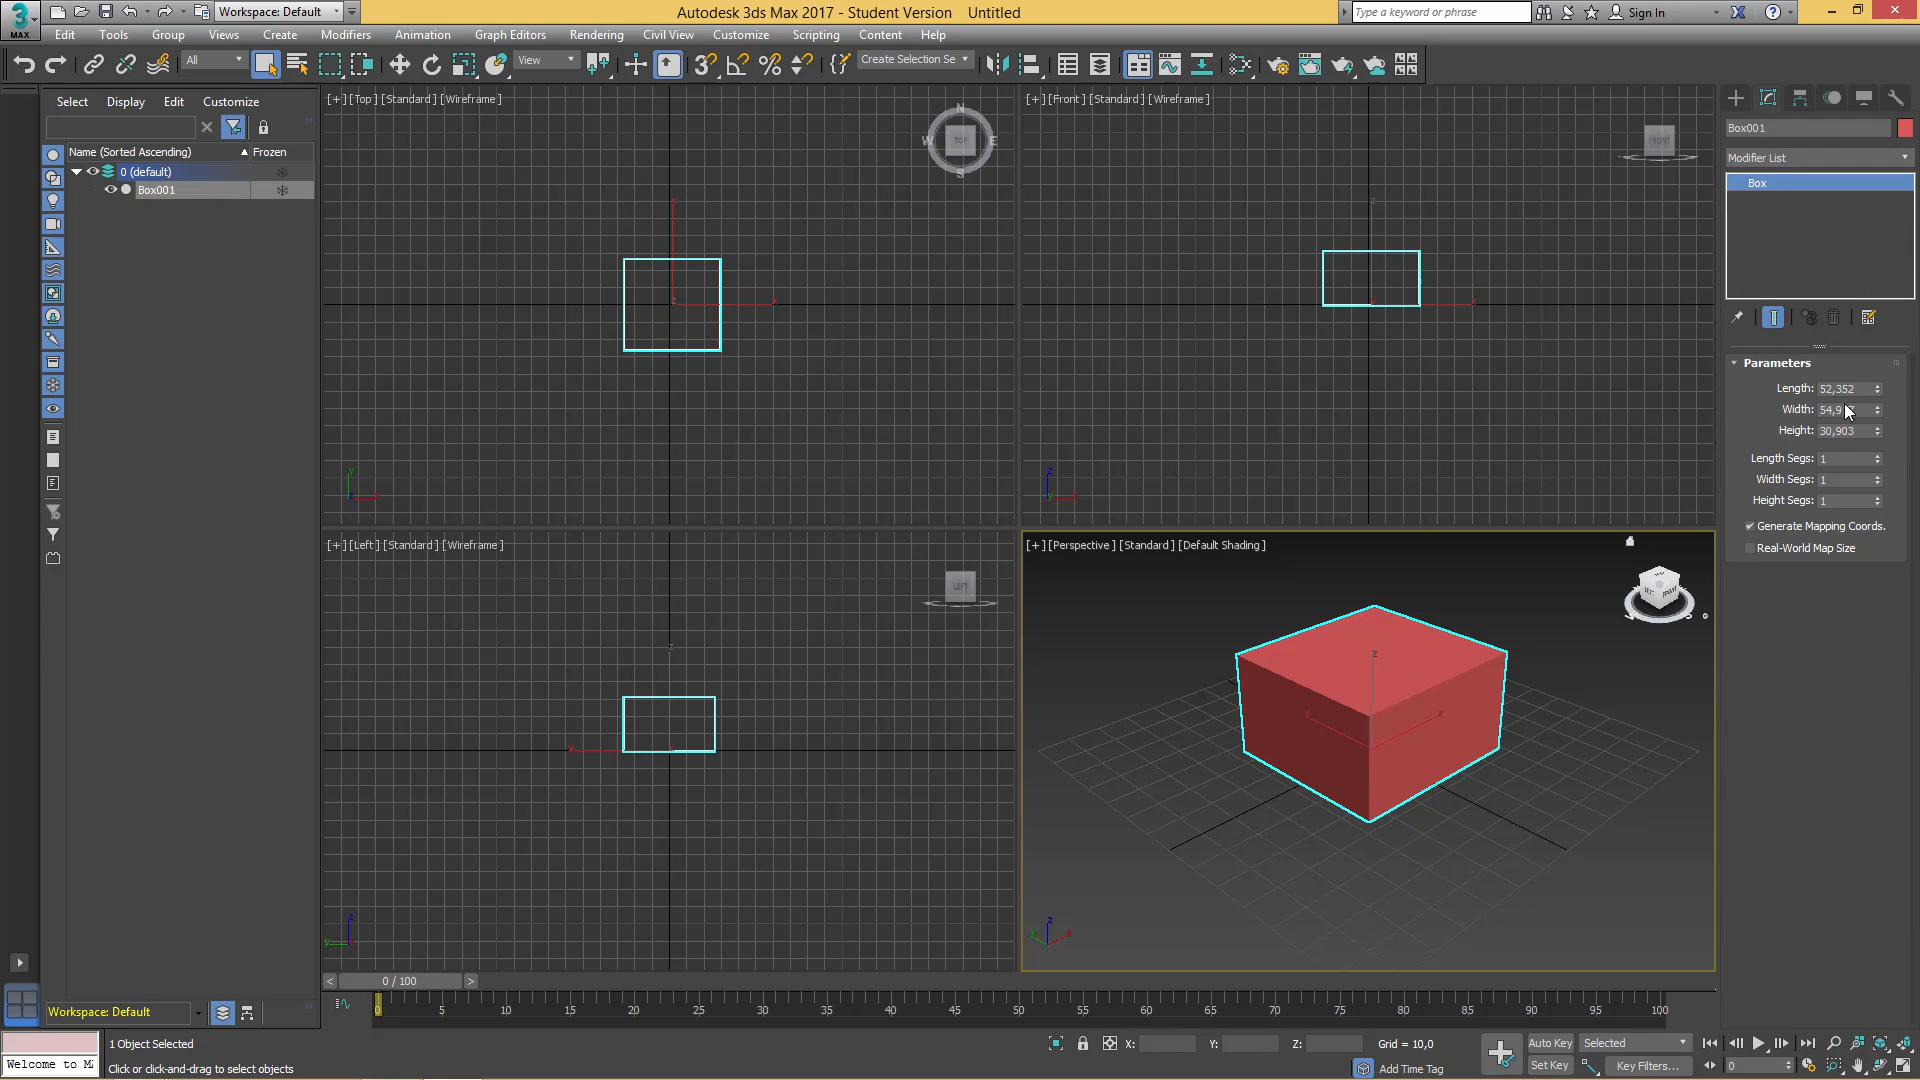 Workspace: Default
Autodesk 3ds Max 2017 - Student Version Untitled
Type a keyword or phrase
Sign In
MAX
Edit Tools Group Views Create Modifiers Animation Graph Editors Rendering Civil View Customize Scripting Content Help
All
View
Create Selection Se
Select Display Edit Customize
Name (Sorted Ascending) Frozen
0 (default)
Box001
[+] [Top] [Standard] [Wireframe]
N
W TOP E
S
y
x
z
[+] [Front] [Standard] [Wireframe]
FRONT
z
x
[+] [Left] [Standard] [Wireframe]
LEFT
z
y
[+] [Perspective] [Standard] [Default Shading]
z
x
y
Box001
Modifier List
Box
Parameters
Length: 52,352
Width: 54,9
Height: 30,903
Length Segs: 1
Width Segs: 1
Height Segs: 1
Generate Mapping Coords.
Real-World Map Size
< 0 / 100 >
0 5 10 15 20 25 30 35 40 45 50 55 60 65 70 75 80 85 90 95 100
Workspace: Default
1 Object Selected
Welcome to M
Click or click-and-drag to select objects
X: Y: Z: Grid = 10,0
Add Time Tag
Auto Key Selected
Set Key Key Filters...
0